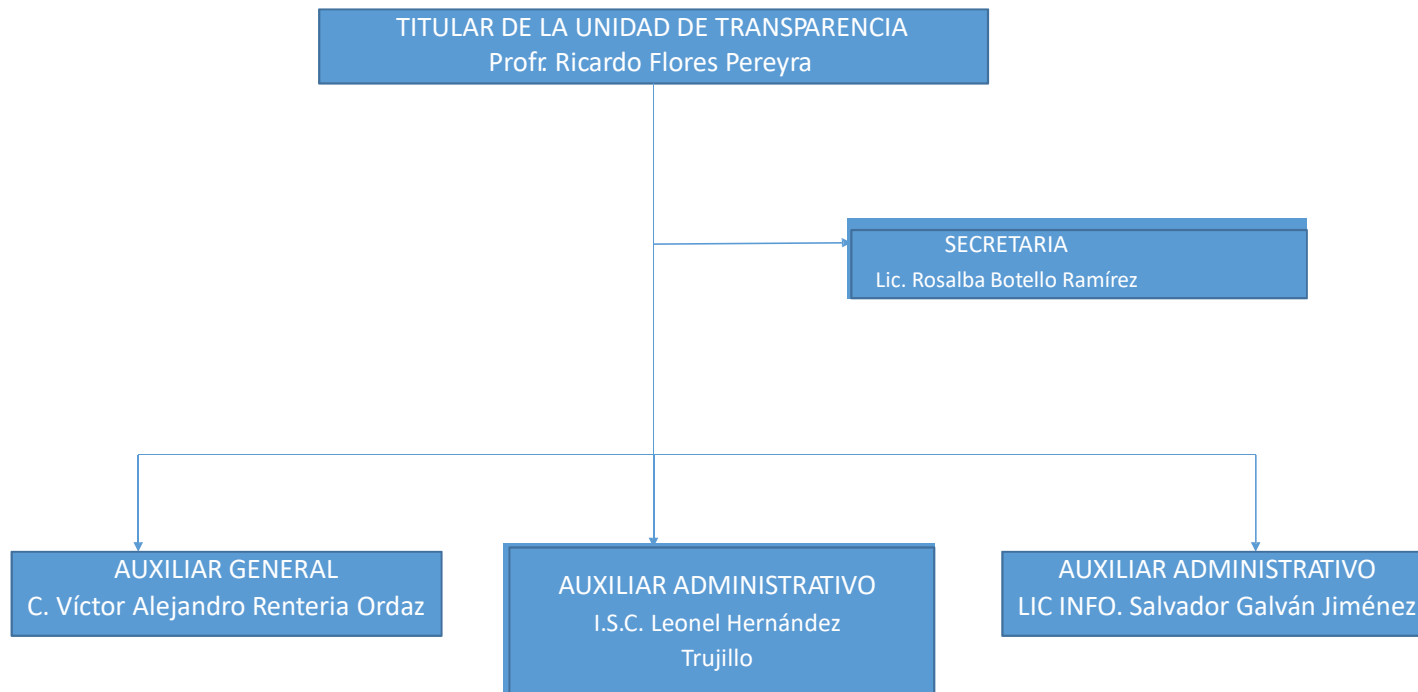 TITULAR DE LA UNIDAD DE TRANSPARENCIA
Profr. Ricardo Flores Pereyra
SECRETARIA
Lic. Rosalba Botello Ramírez
AUXILIAR GENERAL
C. Víctor Alejandro Renteria Ordaz
AUXILIAR ADMINISTRATIVO
I.S.C. Leonel Hernández
Trujillo
AUXILIAR ADMINISTRATIVO
LIC INFO. Salvador Galván Jiménez